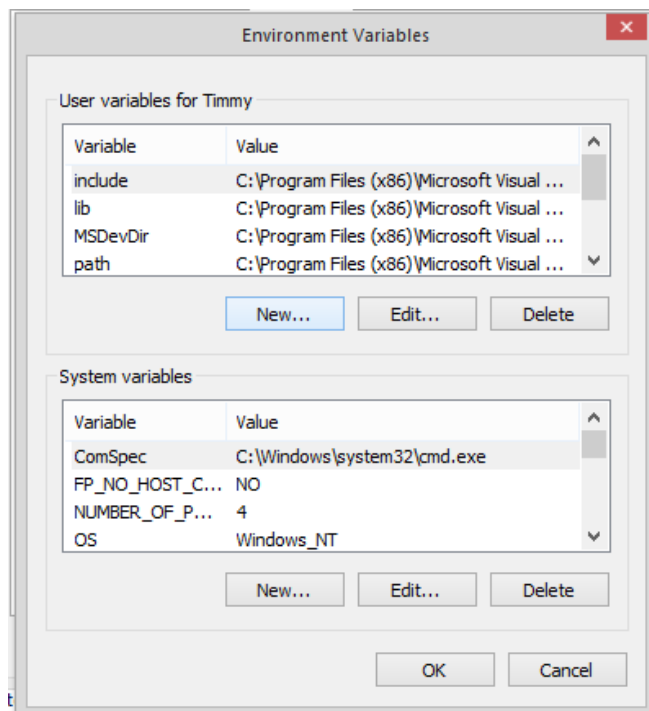 Environment Variables
User variables for Timmy
Variable Value
include C:\Program Files (x86)\Microsoft Visual ...
lib C:\Program Files (x86)\Microsoft Visual ...
MSDevDir C:\Program Files (x86)\Microsoft Visual ...
path C:\Program Files (x86)\Microsoft Visual ...
New... Edit... Delete
System variables
Variable Value
ComSpec C:\Windows\system32\cmd.exe
FP_NO_HOST_C... NO
NUMBER_OF_P... 4
OS Windows_NT
New... Edit... Delete
OK Cancel
t